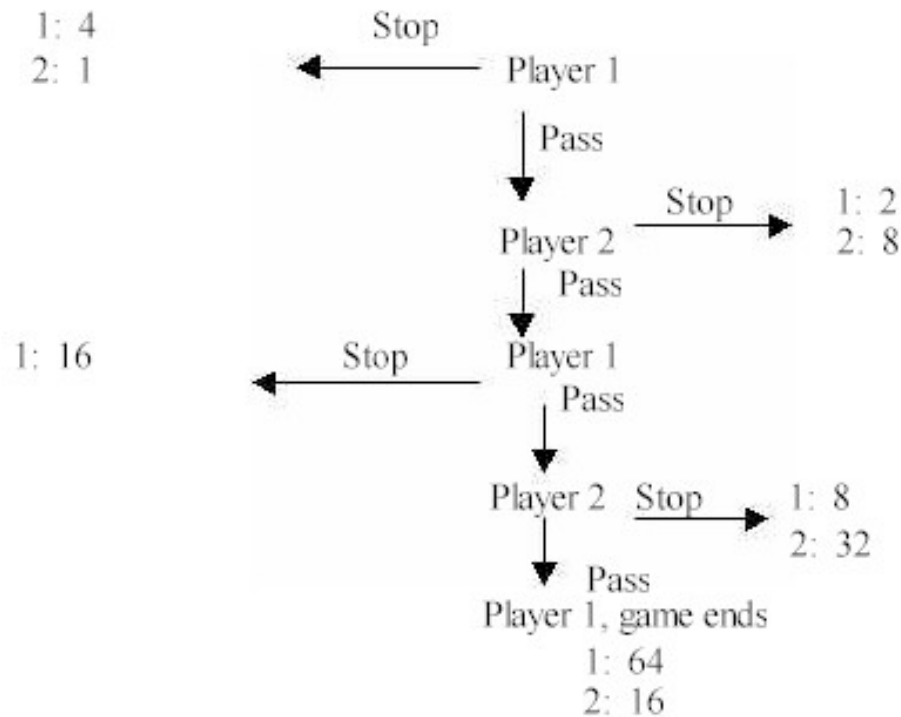 1: 4
2: 1
Stop
Player 1
Pass
Player 2
Stop
1: 2
2: 8
Pass
1: 16
Stop
Player 1
Pass
Player 2
Stop
1: 8
2: 32
Pass
Player 1, game ends
1: 64
2: 16